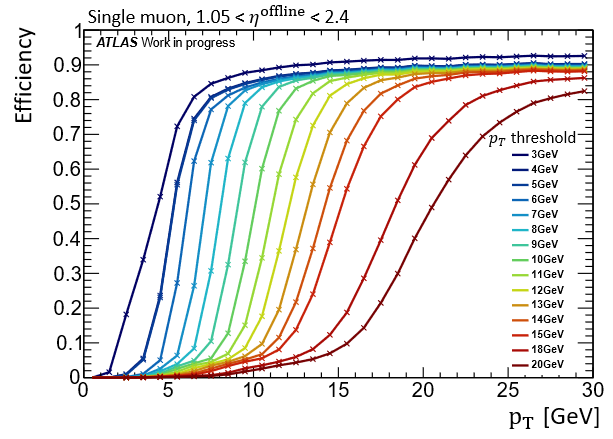 Single muon, 1.05 < η^offline < 2.4
ATLAS Work in progress
Efficiency
1
0.9
0.8
0.7
0.6
0.5
0.4
0.3
0.2
0.1
0
p_T threshold
3GeV
4GeV
5GeV
6GeV
7GeV
8GeV
9GeV
10GeV
11GeV
12GeV
13GeV
14GeV
15GeV
18GeV
20GeV
0 5 10 15 20 25 30
p_T [GeV]